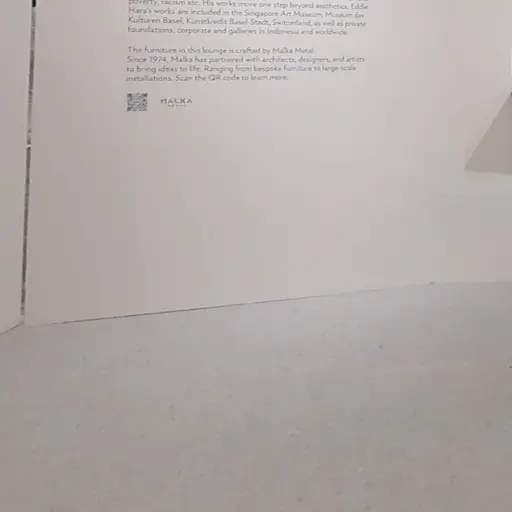 poverty, racism etc. His works move one step beyond aesthetics. Eddie
Hara's works are included in the Singapore Art Museum, Museum der
Kulturen Basel, Kunstkredit Basel-Stadt, Switzerland, as well as private
foundations, corporate and galleries in Indonesia and worldwide.
The furniture in this lounge is crafted by Malka Metal.
Since 1974, Malka has partnered with architects, designers, and artists
to bring ideas to life. Ranging from bespoke furniture to large-scale
installations. Scan the QR code to learn more.
MALKA